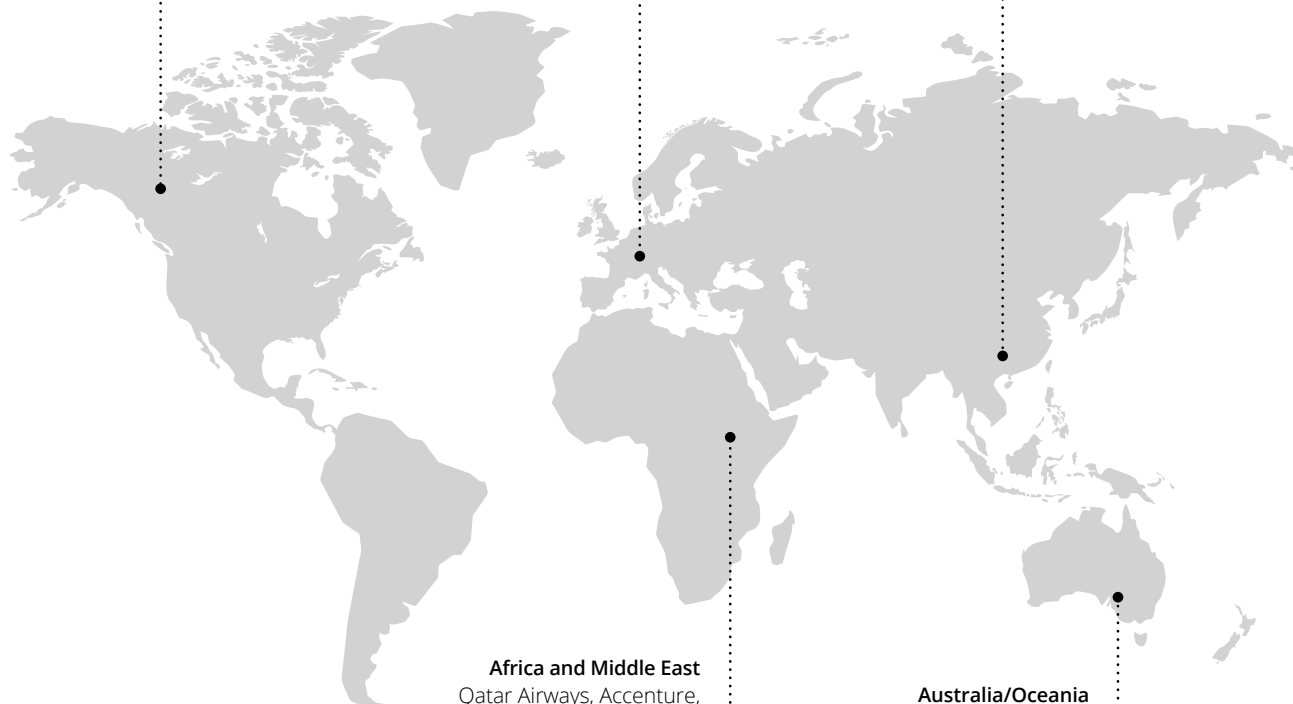 Africa and Middle East
Qatar Airways, Accenture,
Australia/Oceania